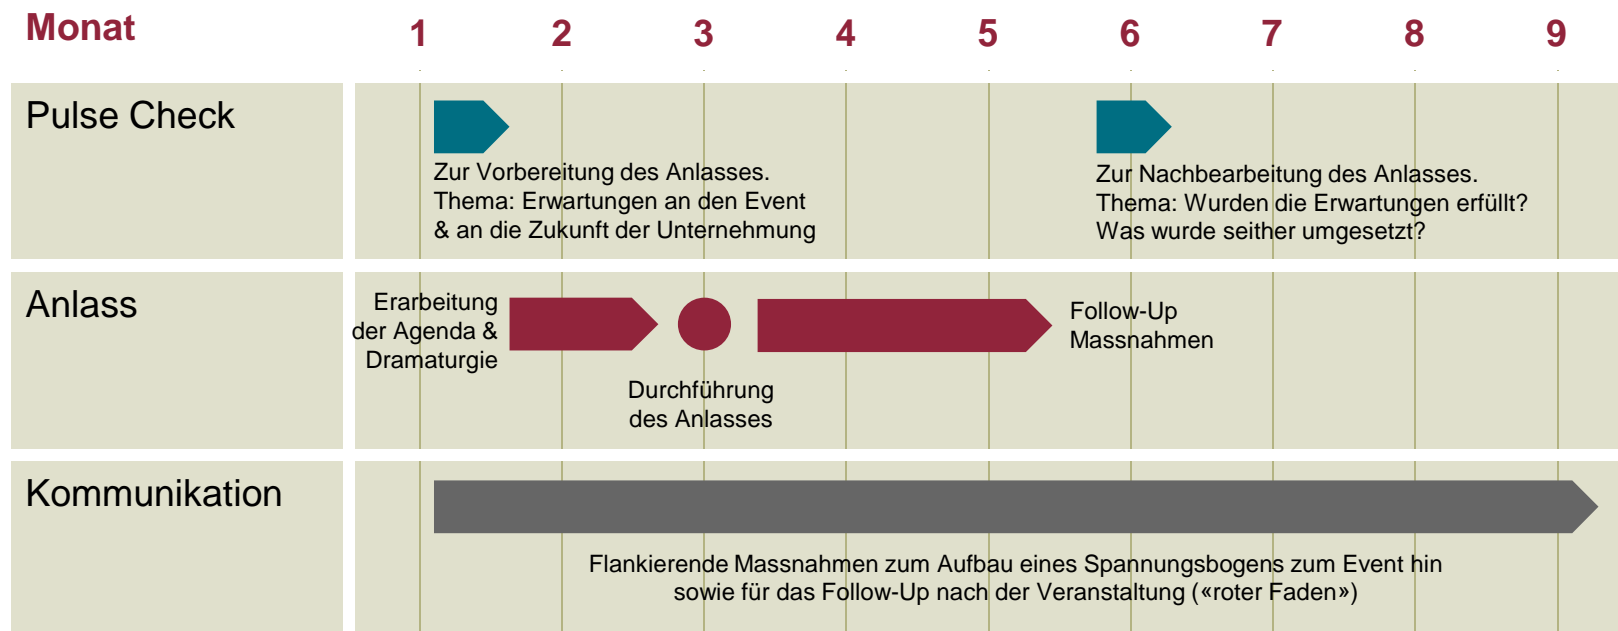 Monat 1 2 3 4 5 6 7 8 9
Pulse Check
Zur Vorbereitung des Anlasses.
Thema: Erwartungen an den Event
& an die Zukunft der Unternehmung
Zur Nachbearbeitung des Anlasses.
Thema: Wurden die Erwartungen erfüllt?
Was wurde seither umgesetzt?
Anlass
Erarbeitung
der Agenda &
Dramaturgie
Durchführung
des Anlasses
Follow-Up
Massnahmen
Kommunikation
Flankierende Massnahmen zum Aufbau eines Spannungsbogens zum Event hin
sowie für das Follow-Up nach der Veranstaltung («roter Faden»)